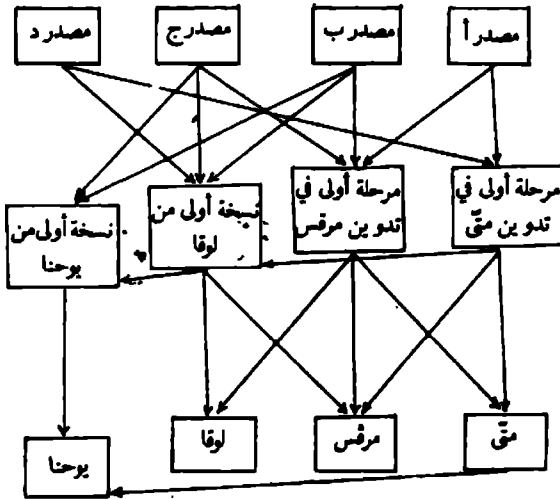 مصدر أ
مصدر ب
مصدر ج
مصدر د
مرحلة أولى في
تدوين متّى
مرحلة أولى في
تدوين مرقس
نسخة أولى من
لوقا
نسخة أولى من
يوحنا
متّى
مرقس
لوقا
يوحنا